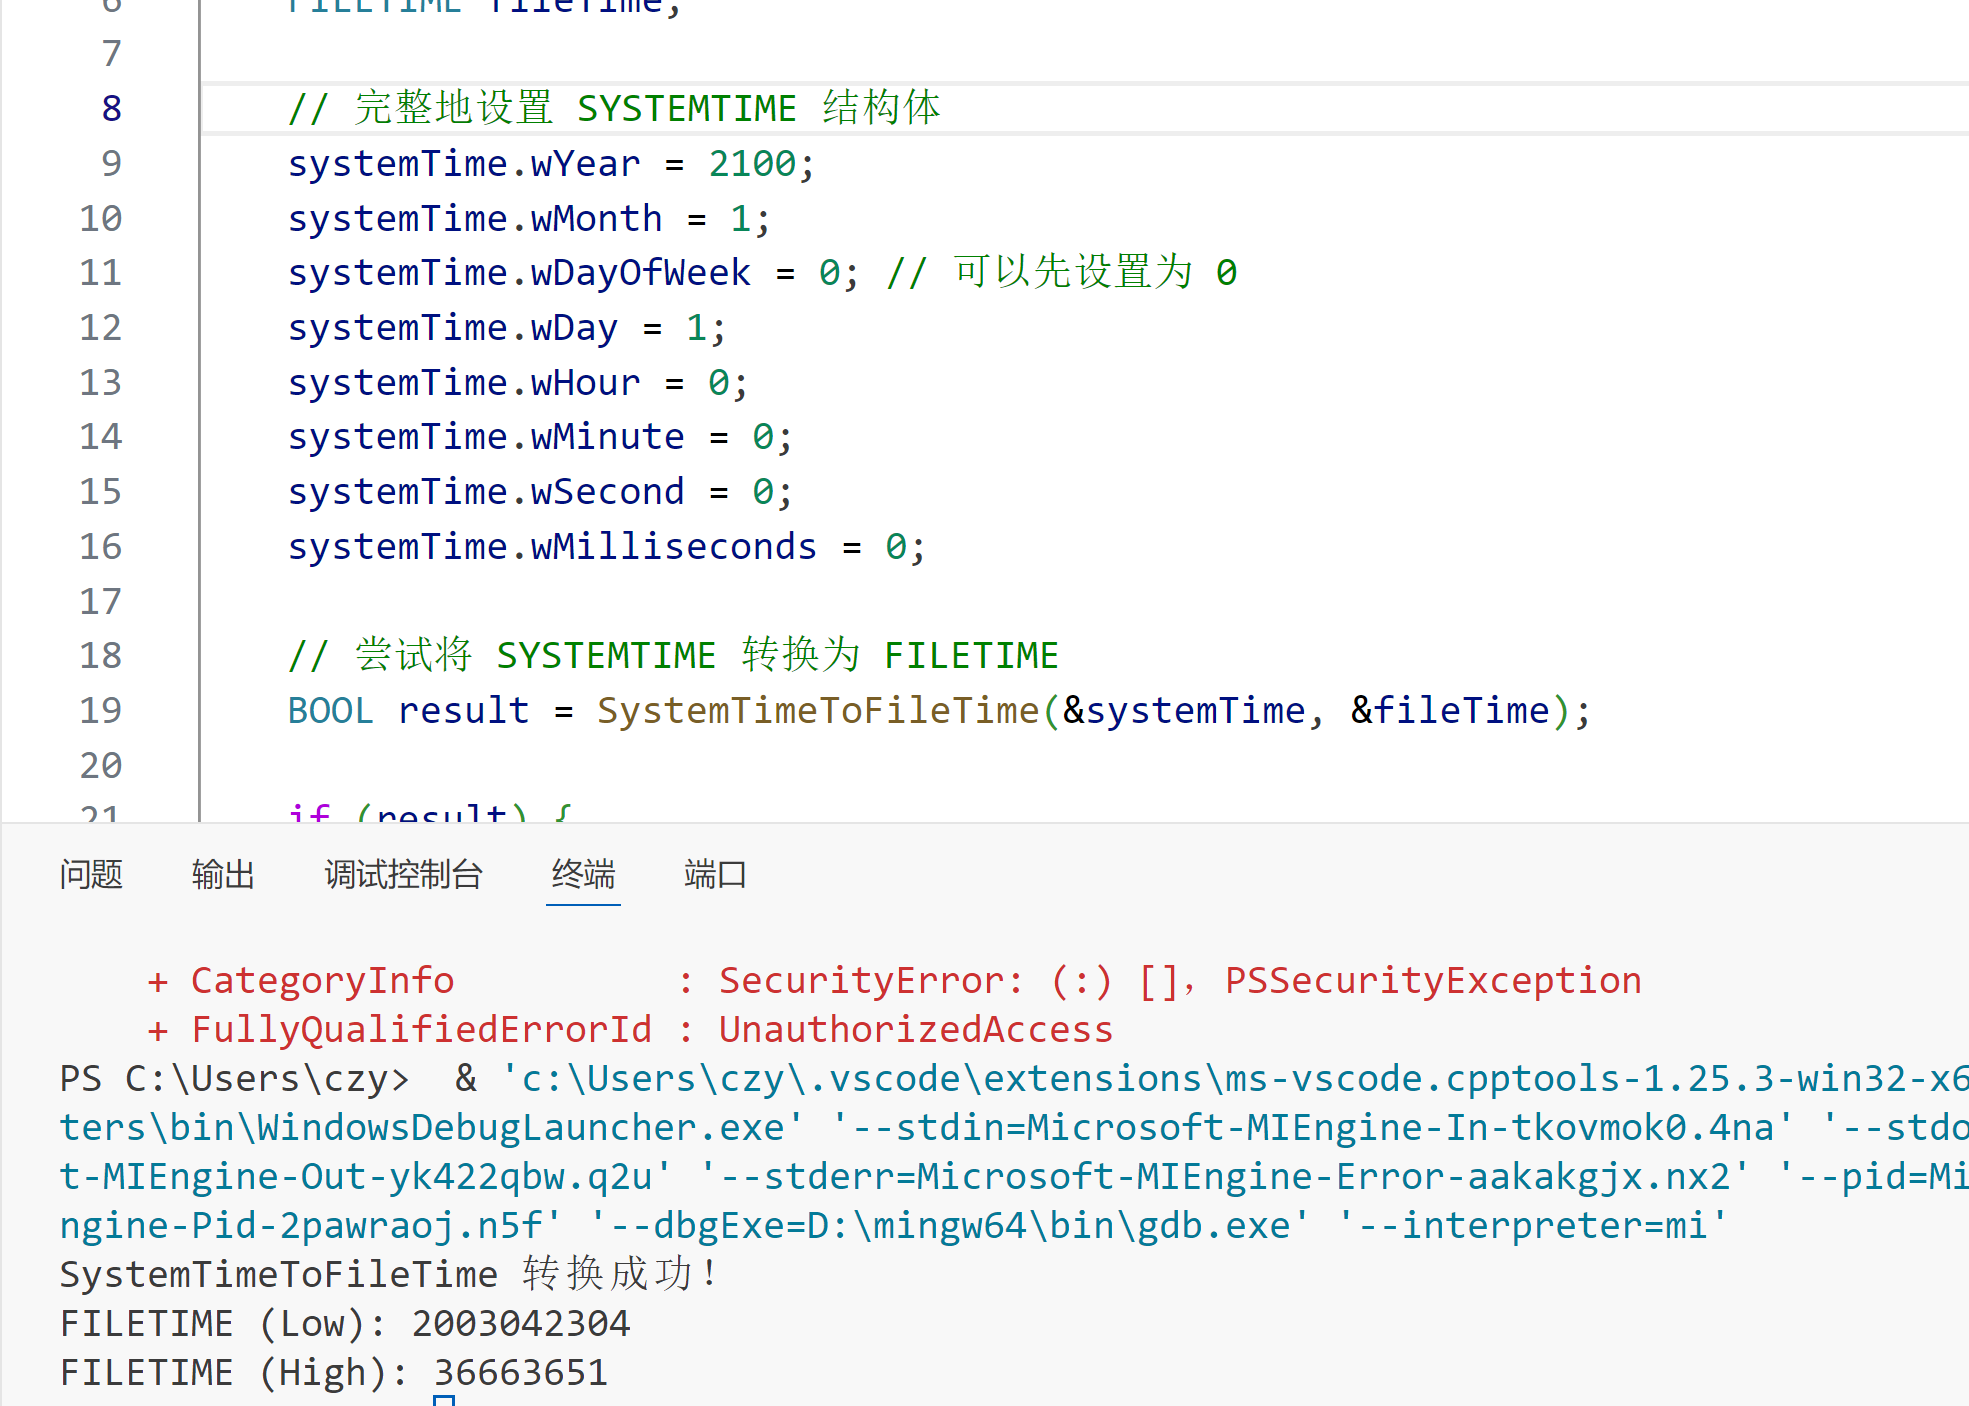 6 FILETIME fileTime;
7
8 // 完整地设置 SYSTEMTIME 结构体
9 systemTime.wYear = 2100;
10 systemTime.wMonth = 1;
11 systemTime.wDayOfWeek = 0; // 可以先设置为 0
12 systemTime.wDay = 1;
13 systemTime.wHour = 0;
14 systemTime.wMinute = 0;
15 systemTime.wSecond = 0;
16 systemTime.wMilliseconds = 0;
17
18 // 尝试将 SYSTEMTIME 转换为 FILETIME
19 BOOL result = SystemTimeToFileTime(&systemTime, &fileTime);
20
21 if (result) {
问题 输出 调试控制台 终端 端口
+ CategoryInfo : SecurityError: (:) [], PSSecurityException
+ FullyQualifiedErrorId : UnauthorizedAccess
PS C:\Users\czy> & 'c:\Users\czy\.vscode\extensions\ms-vscode.cpptools-1.25.3-win32-x6
ters\bin\WindowsDebugLauncher.exe' '--stdin=Microsoft-MIEngine-In-tkovmok0.4na' '--stdo
t-MIEngine-Out-yk422qbw.q2u' '--stderr=Microsoft-MIEngine-Error-aakakgjx.nx2' '--pid=Mi
ngine-Pid-2pawraoj.n5f' '--dbgExe=D:\mingw64\bin\gdb.exe' '--interpreter=mi'
SystemTimeToFileTime 转换成功！
FILETIME (Low): 2003042304
FILETIME (High): 36663651